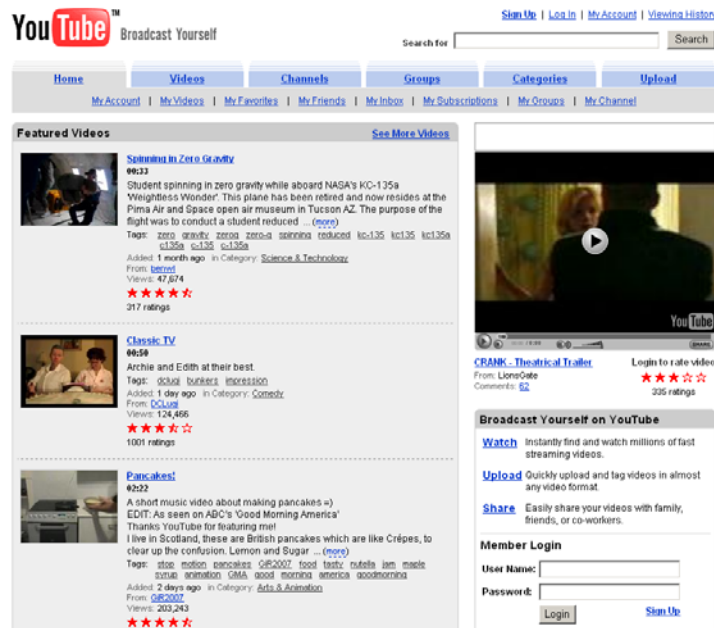 YouTube™ Broadcast Yourself
Sign Up | Log In | My Account | Viewing Histor
Search for Search
Home Videos Channels Groups Categories Upload
My Account | My Videos | My Favorites | My Friends | My Inbox | My Subscriptions | My Groups | My Channel
Featured Videos See More Videos
Spinning in Zero Gravity
00:33
Student spinning in zero gravity while aboard NASA's KC-135a
'Weightless Wonder'. This plane has been retired and now resides at the
Pima Air and Space open air museum in Tucson AZ. The purpose of the
flight was to conduct a student reduced ... (more)
Tags: zero gravity zerog zero-g spinning reduced kc-135 kc135 kc135a
c135a c-135 c-135a
Added: 1 month ago in Category: Science & Technology
From: benwl
Views: 47,674
317 ratings
Classic TV
00:50
Archie and Edith at their best.
Tags: dclugi bunkers impression
Added: 1 day ago in Category: Comedy
From: DCLugi
Views: 124,466
1001 ratings
Pancakes!
02:22
A short music video about making pancakes =)
EDIT: As seen on ABC's 'Good Morning America'
Thanks YouTube for featuring me!
I live in Scotland, these are British pancakes which are like Crêpes, to
clear up the confusion. Lemon and Sugar ... (more)
Tags: stop motion pancakes GiR2007 food tasty nutella jam maple
syrup animation GMA good morning america goodmorning
Added: 2 days ago in Category: Arts & Animation
From: GiR2007
Views: 203,243
YouTube
SHARE
CRANK - Theatrical Trailer Login to rate video
From: LionsGate
Comments: 62
335 ratings
Broadcast Yourself on YouTube
Watch Instantly find and watch millions of fast
streaming videos.
Upload Quickly upload and tag videos in almost
any video format.
Share Easily share your videos with family,
friends, or co-workers.
Member Login
User Name:
Password:
Login Sign Up